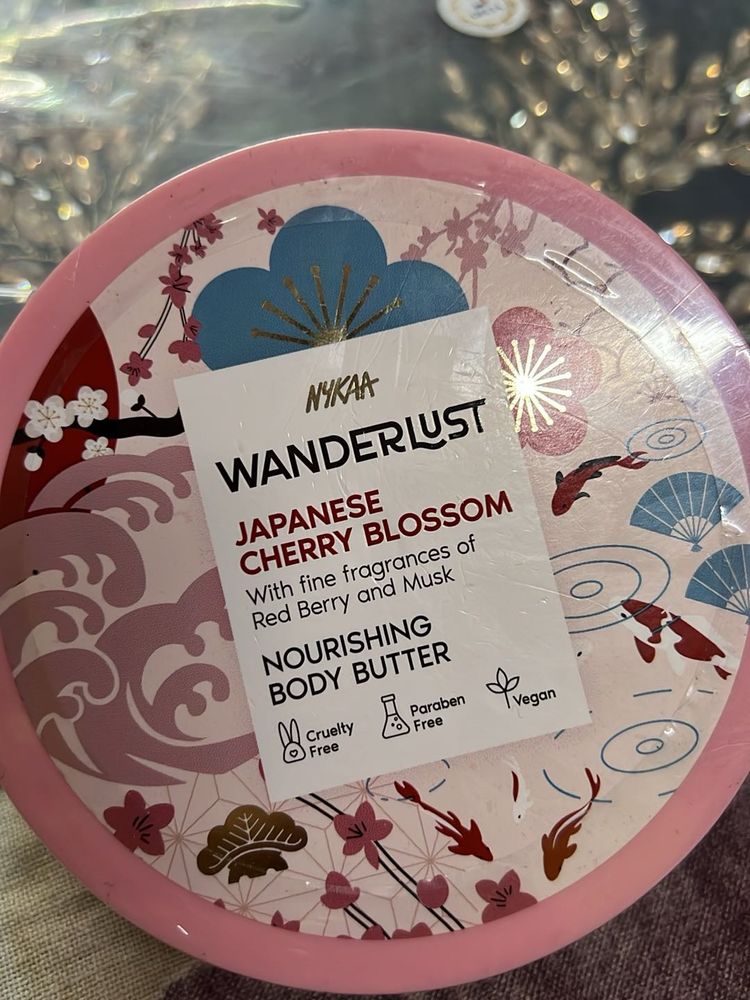 NYKAA
WANDERLUST
JAPANESE
CHERRY BLOSSOM
With fine fragrances of
Red Berry and Musk
NOURISHING
BODY BUTTER
Cruelty
Free
Paraben
Free
Vegan